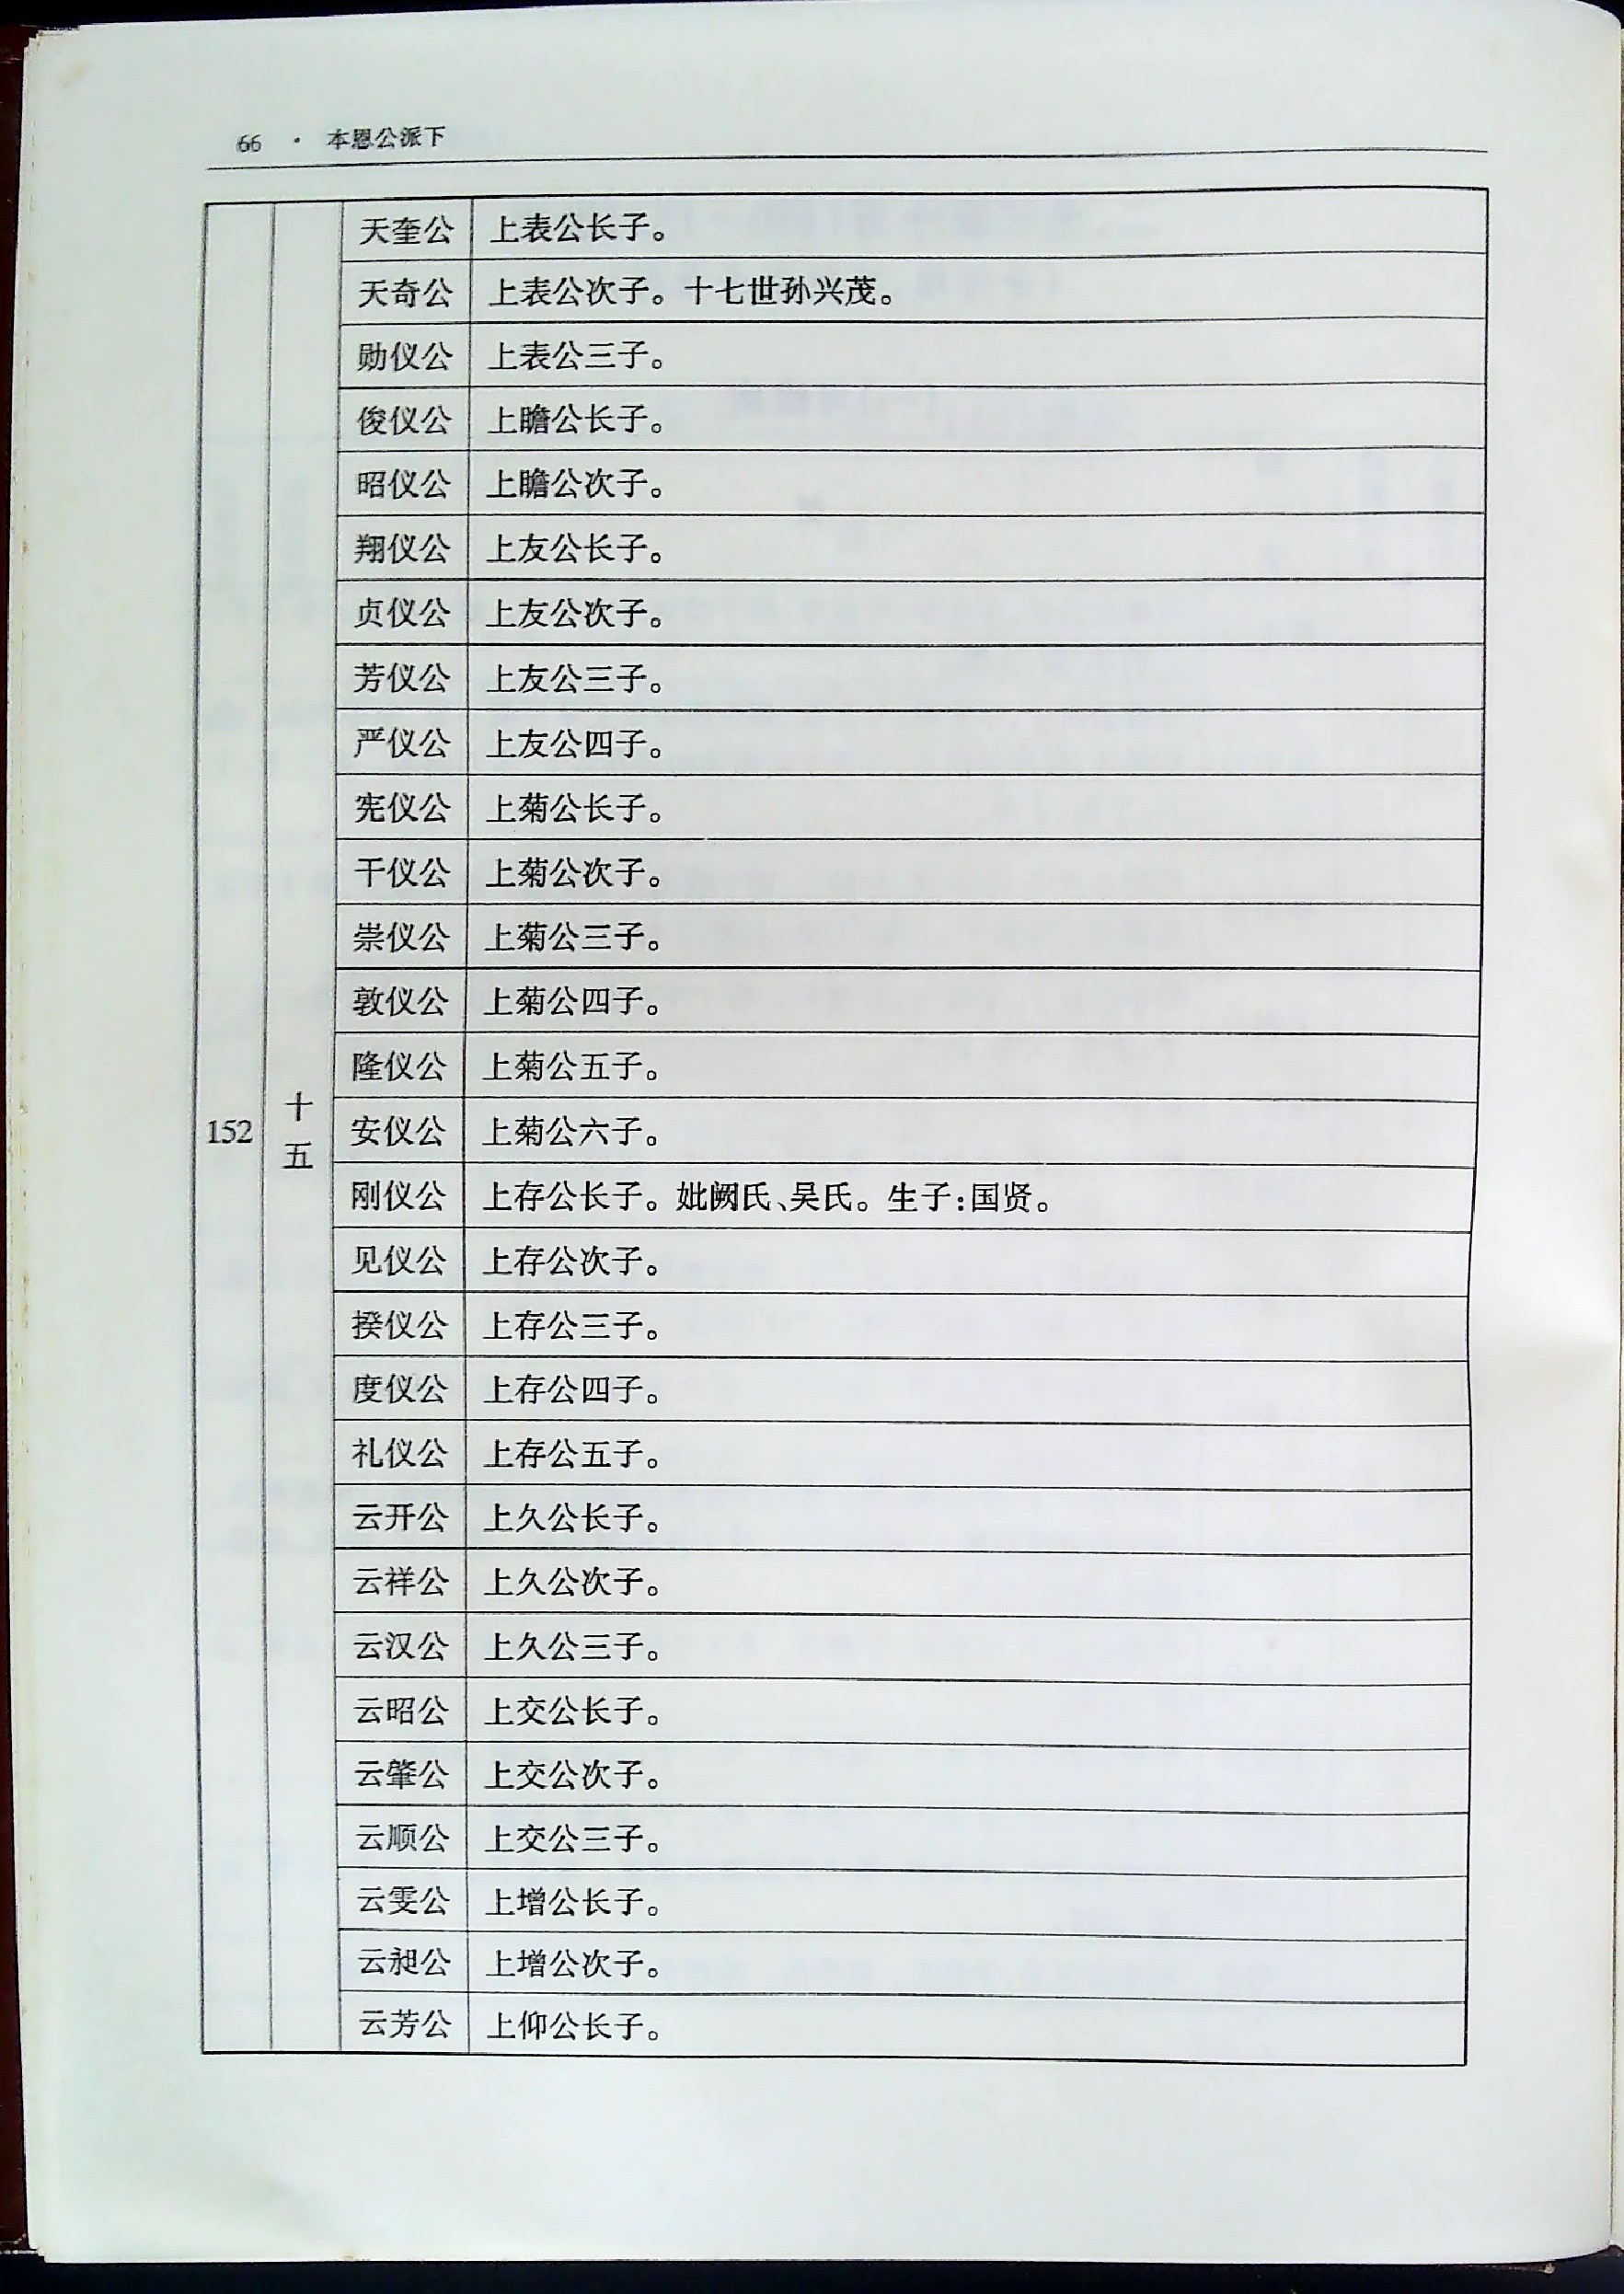 66 · 本恩公派下
天奎公 上表公长子。
天奇公 上表公次子。十七世孙兴茂。
勋仪公 上表公三子。
俊仪公 上瞻公长子。
昭仪公 上瞻公次子。
翔仪公 上友公长子。
贞仪公 上友公次子。
芳仪公 上友公三子。
严仪公 上友公四子。
宪仪公 上菊公长子。
干仪公 上菊公次子。
崇仪公 上菊公三子。
敦仪公 上菊公四子。
隆仪公 上菊公五子。
152 十五 安仪公 上菊公六子。
刚仪公 上存公长子。妣阙氏、吴氏。生子:国贤。
见仪公 上存公次子。
揆仪公 上存公三子。
度仪公 上存公四子。
礼仪公 上存公五子。
云开公 上久公长子。
云祥公 上久公次子。
云汉公 上久公三子。
云昭公 上交公长子。
云肇公 上交公次子。
云顺公 上交公三子。
云雯公 上增公长子。
云昶公 上增公次子。
云芳公 上仰公长子。